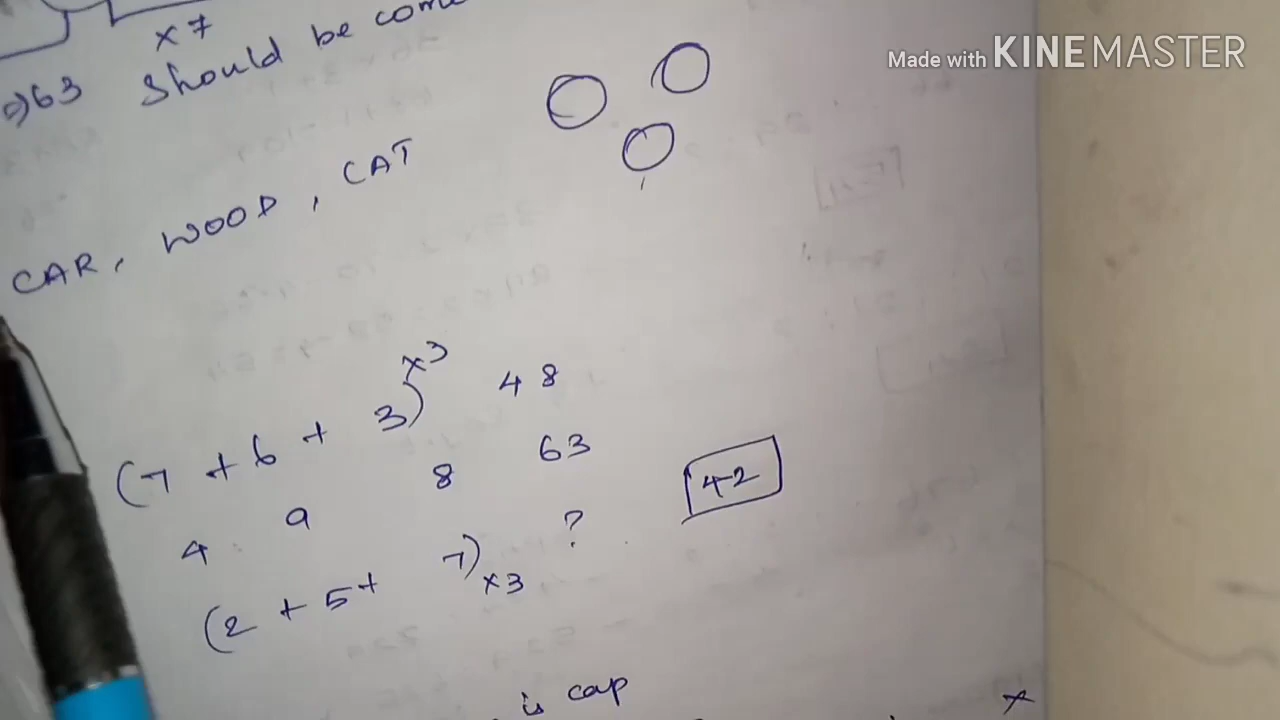 x7
63 should be
Made with KINEMASTER
CAR, WOOD, CAT
(7 + 6 + 3)x3 48
4 9 8 63
(2 + 5 + 7)x3 ?
42
is cap